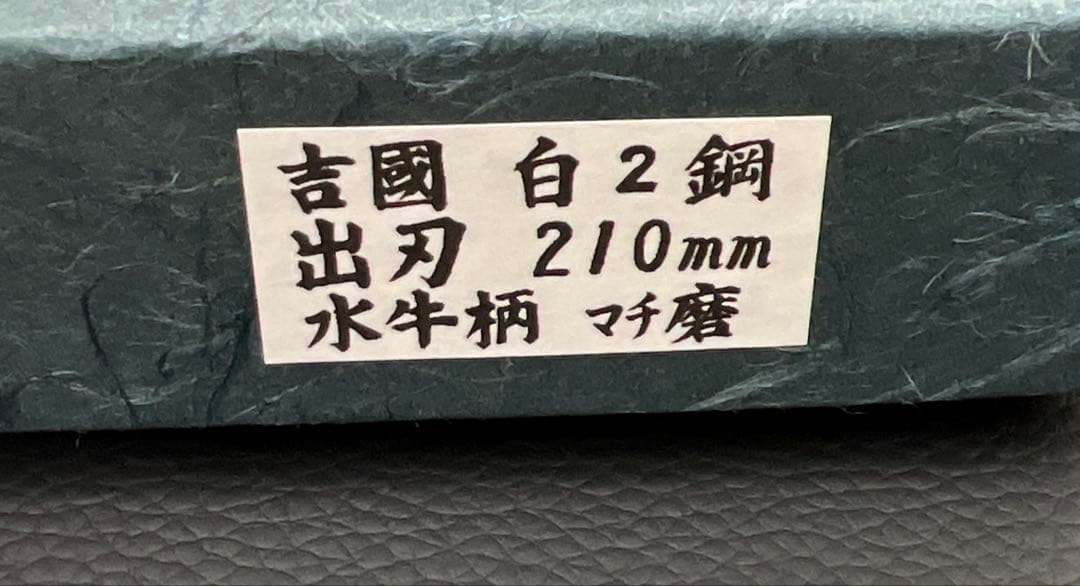 吉國 白2鋼
出刃 210mm
水牛柄 マチ磨